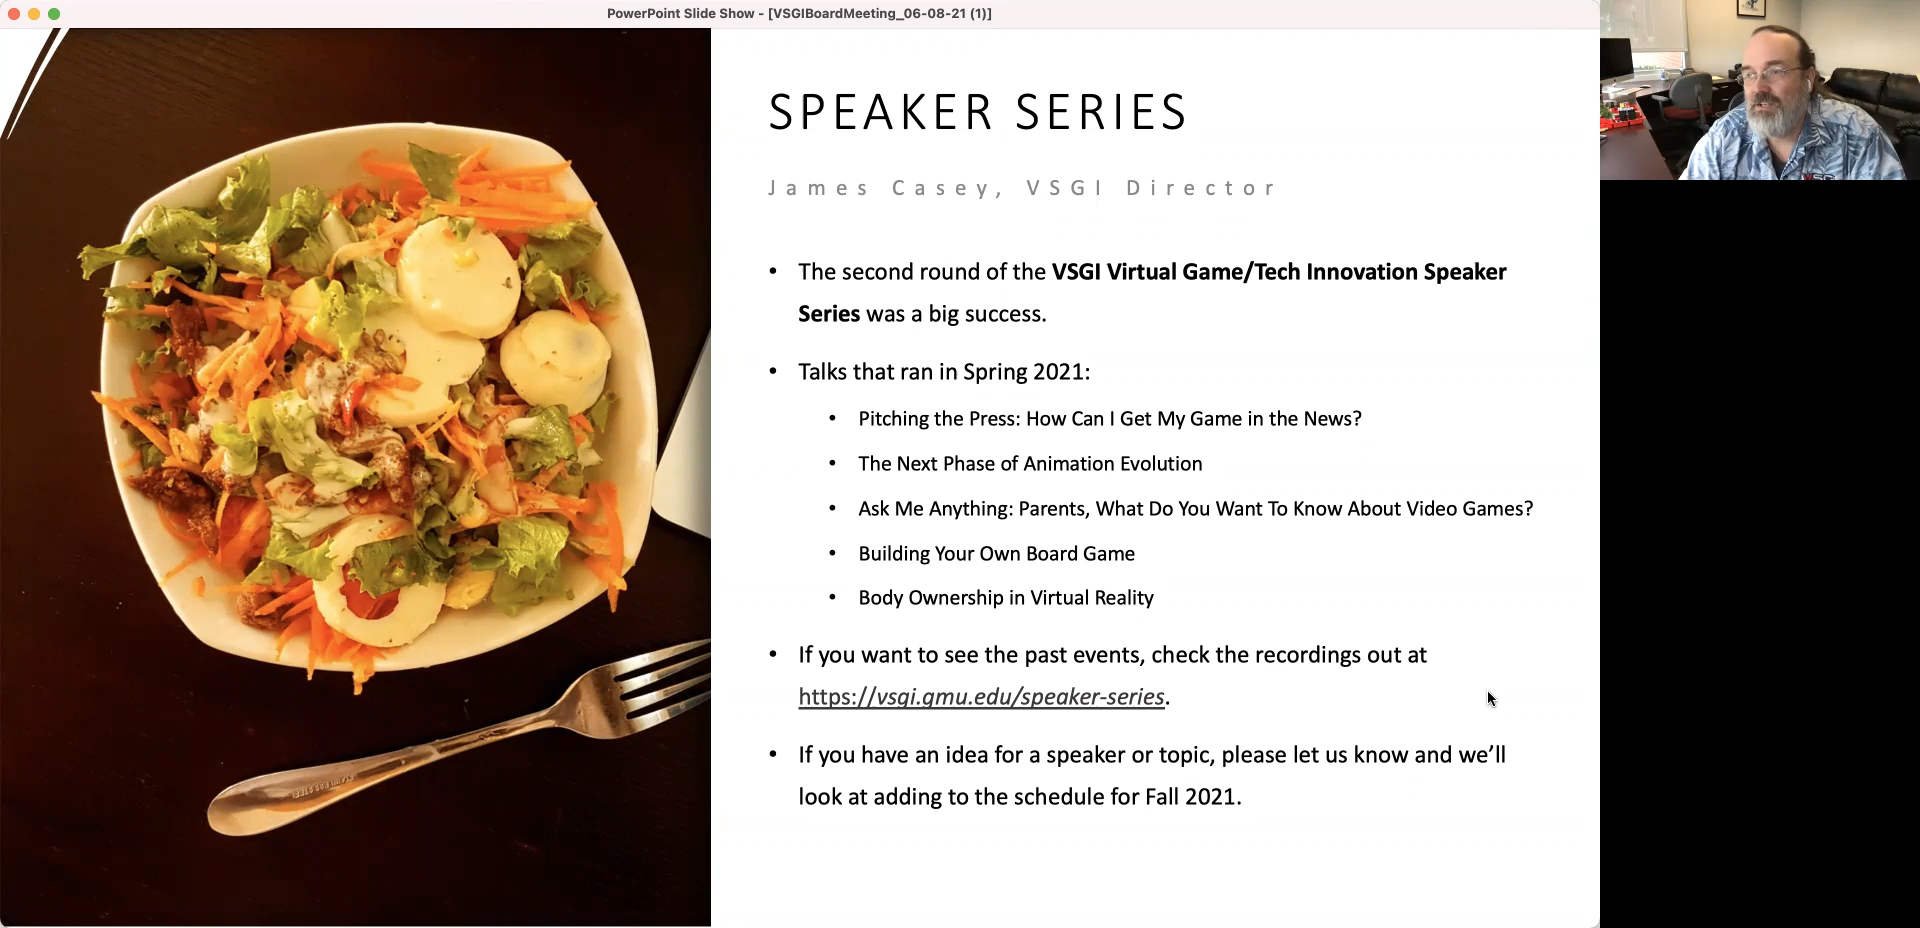 PowerPoint Slide Show - [VSGIBoardMeeting_06-08-21 (1)]
SPEAKER SERIES
James Casey, VSGI Director
• The second round of the VSGI Virtual Game/Tech Innovation Speaker
Series was a big success.
• Talks that ran in Spring 2021:
• Pitching the Press: How Can I Get My Game in the News?
• The Next Phase of Animation Evolution
• Ask Me Anything: Parents, What Do You Want To Know About Video Games?
• Building Your Own Board Game
• Body Ownership in Virtual Reality
• If you want to see the past events, check the recordings out at
https://vsgi.gmu.edu/speaker-series.
• If you have an idea for a speaker or topic, please let us know and we’ll
look at adding to the schedule for Fall 2021.